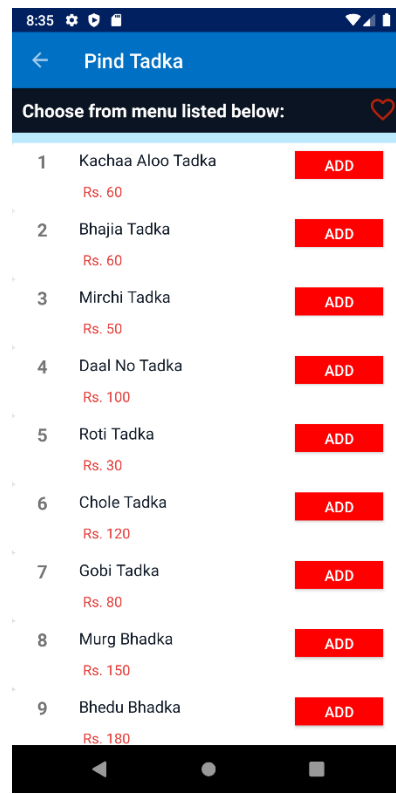 8:35
Pind Tadka
Choose from menu listed below:
1 Kachaa Aloo Tadka ADD
Rs. 60
2 Bhajia Tadka ADD
Rs. 60
3 Mirchi Tadka ADD
Rs. 50
4 Daal No Tadka ADD
Rs. 100
5 Roti Tadka ADD
Rs. 30
6 Chole Tadka ADD
Rs. 120
7 Gobi Tadka ADD
Rs. 80
8 Murg Bhadka ADD
Rs. 150
9 Bhedu Bhadka ADD
Rs. 180